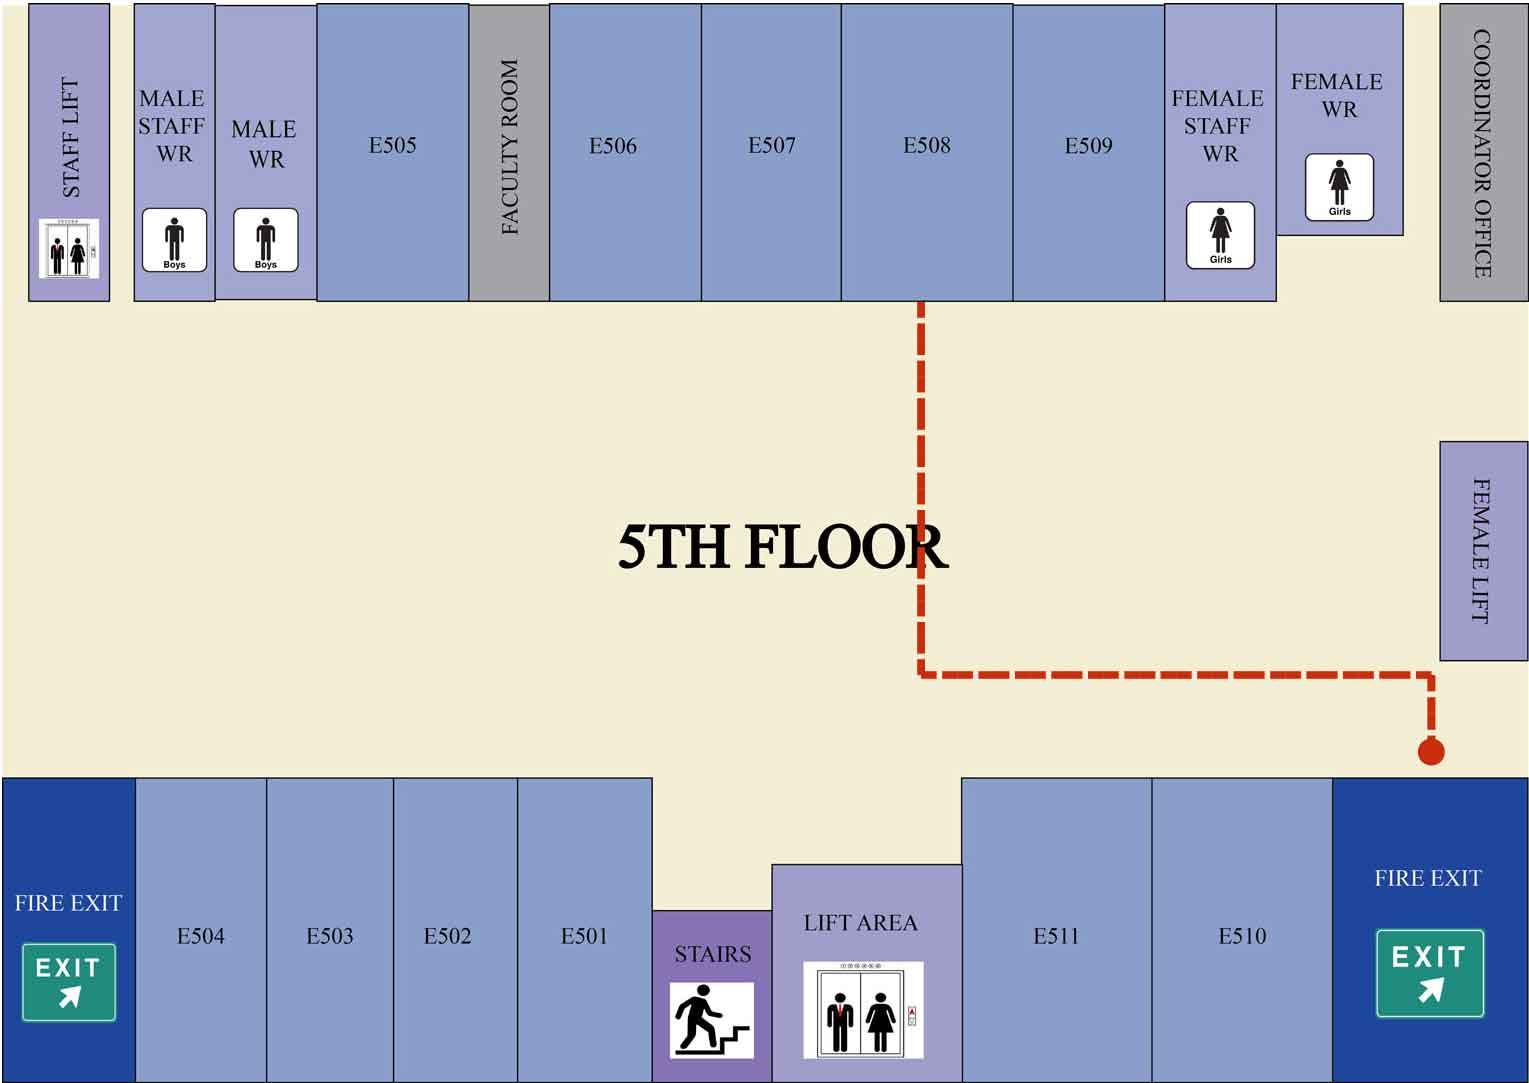 STAFF LIFT
MALE
STAFF
WR
Boys
MALE
WR
Boys
E505
FACULTY ROOM
E506
E507
E508
E509
FEMALE
STAFF
WR
Girls
FEMALE
WR
Girls
COORDINATOR OFFICE
5TH FLOOR
FEMALE LIFT
FIRE EXIT
EXIT
E504
E503
E502
E501
STAIRS
LIFT AREA
E511
E510
FIRE EXIT
EXIT